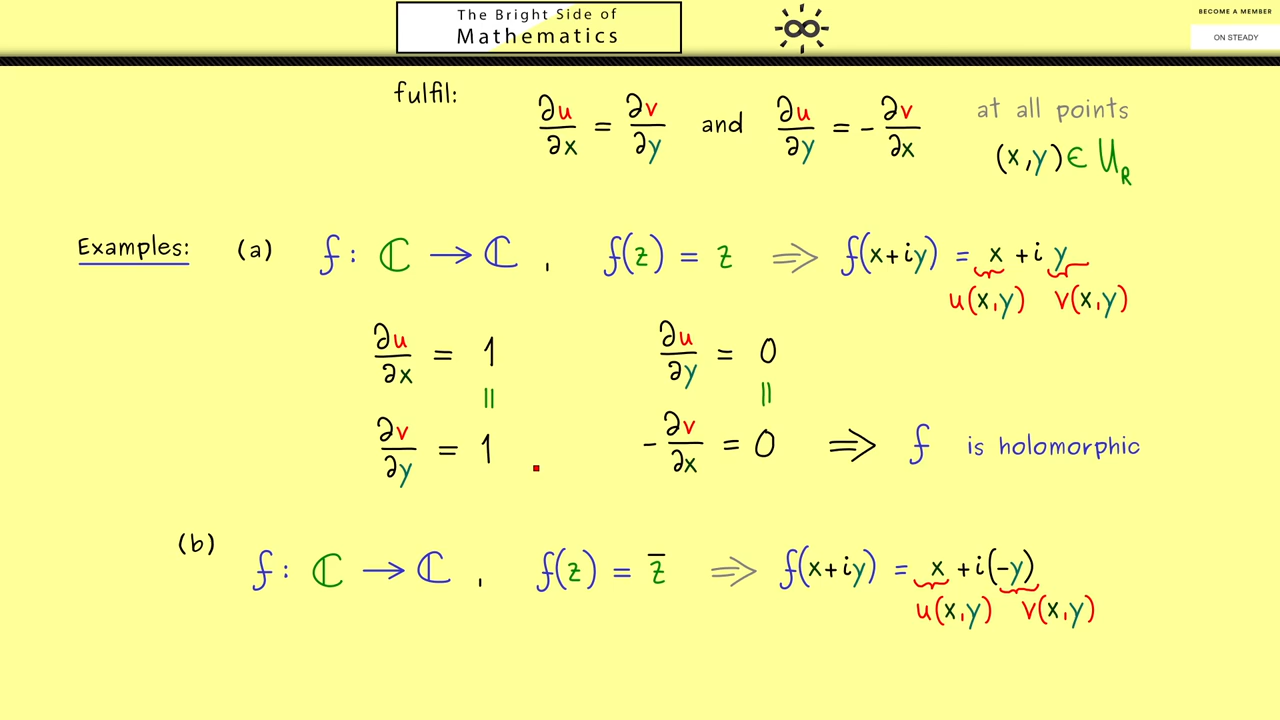 The Bright Side of
Mathematics
BECOME A MEMBER
ON STEADY
fulfil: ∂u/∂x = ∂v/∂y and ∂u/∂y = - ∂v/∂x at all points
(x,y) ∈ U_R
Examples: (a) f: ℂ → ℂ , f(z) = z ⇒ f(x+iy) = x + i y
u(x,y) v(x,y)
∂u/∂x = 1 ∂u/∂y = 0
|| ||
∂v/∂y = 1 - ∂v/∂x = 0 ⇒ f is holomorphic
(b) f: ℂ → ℂ , f(z) = z̅ ⇒ f(x+iy) = x + i(-y)
u(x,y) v(x,y)